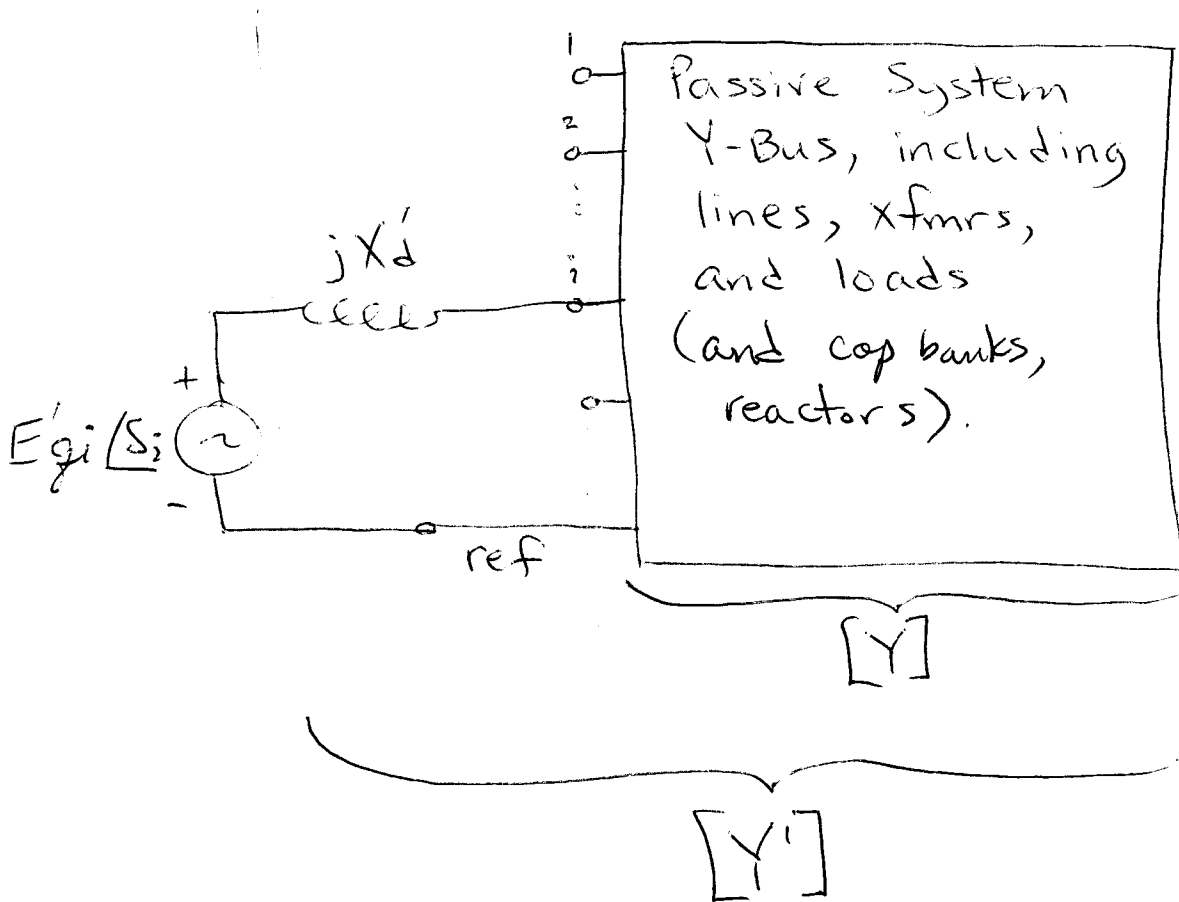 1
Passive System
2
Y-Bus, including
lines, xfmrs,
jX'd
i
and loads
(and cap banks,
reactors).
+
E'gi∠δi
~
-
ref
[Y]
[Y']